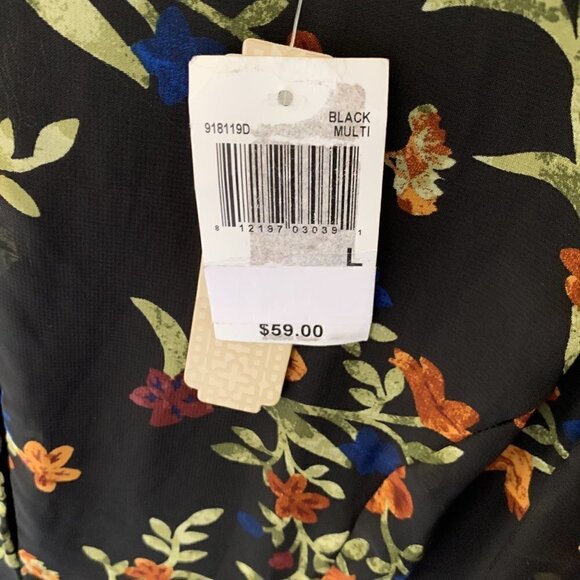 918119D
BLACK
MULTI
8 12197 03039 1
L
$59.00